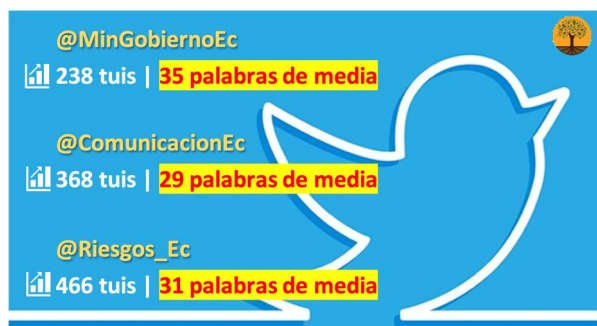 @MinGobiernoEc
238 tuis | 35 palabras de media
@ComunicacionEc
368 tuis | 29 palabras de media
@Riesgos_Ec
466 tuis | 31 palabras de media